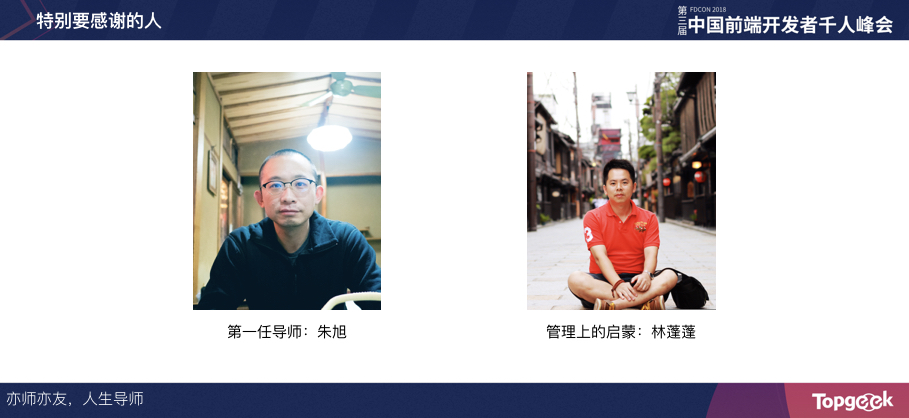 特别要感谢的人
第三届
FDCON 2018
中国前端开发者千人峰会
3
第一任导师：朱旭
管理上的启蒙：林蓬蓬
亦师亦友，人生导师
Topgeek